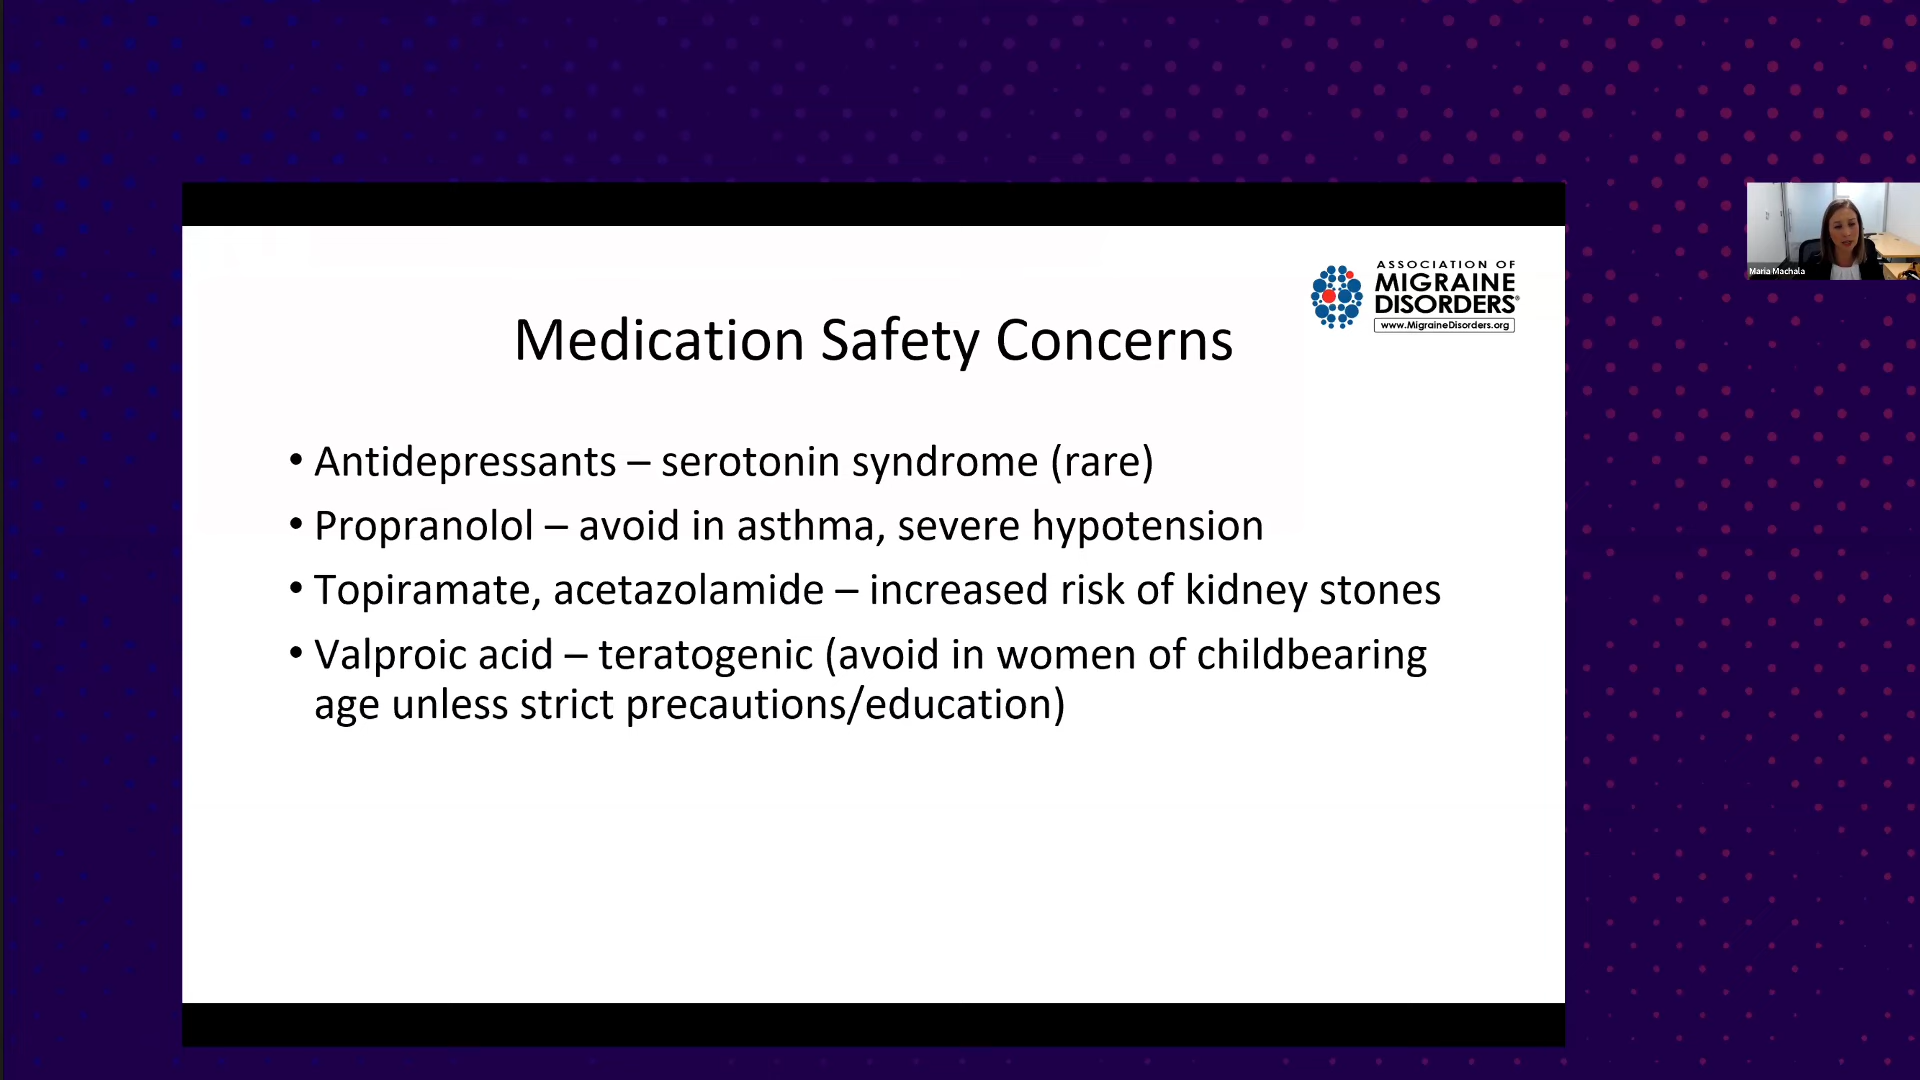 ASSOCIATION OF
MIGRAINE
DISORDERS®
www.MigraineDisorders.org
Maria Machala
Medication Safety Concerns
• Antidepressants – serotonin syndrome (rare)
• Propranolol – avoid in asthma, severe hypotension
• Topiramate, acetazolamide – increased risk of kidney stones
• Valproic acid – teratogenic (avoid in women of childbearing
age unless strict precautions/education)